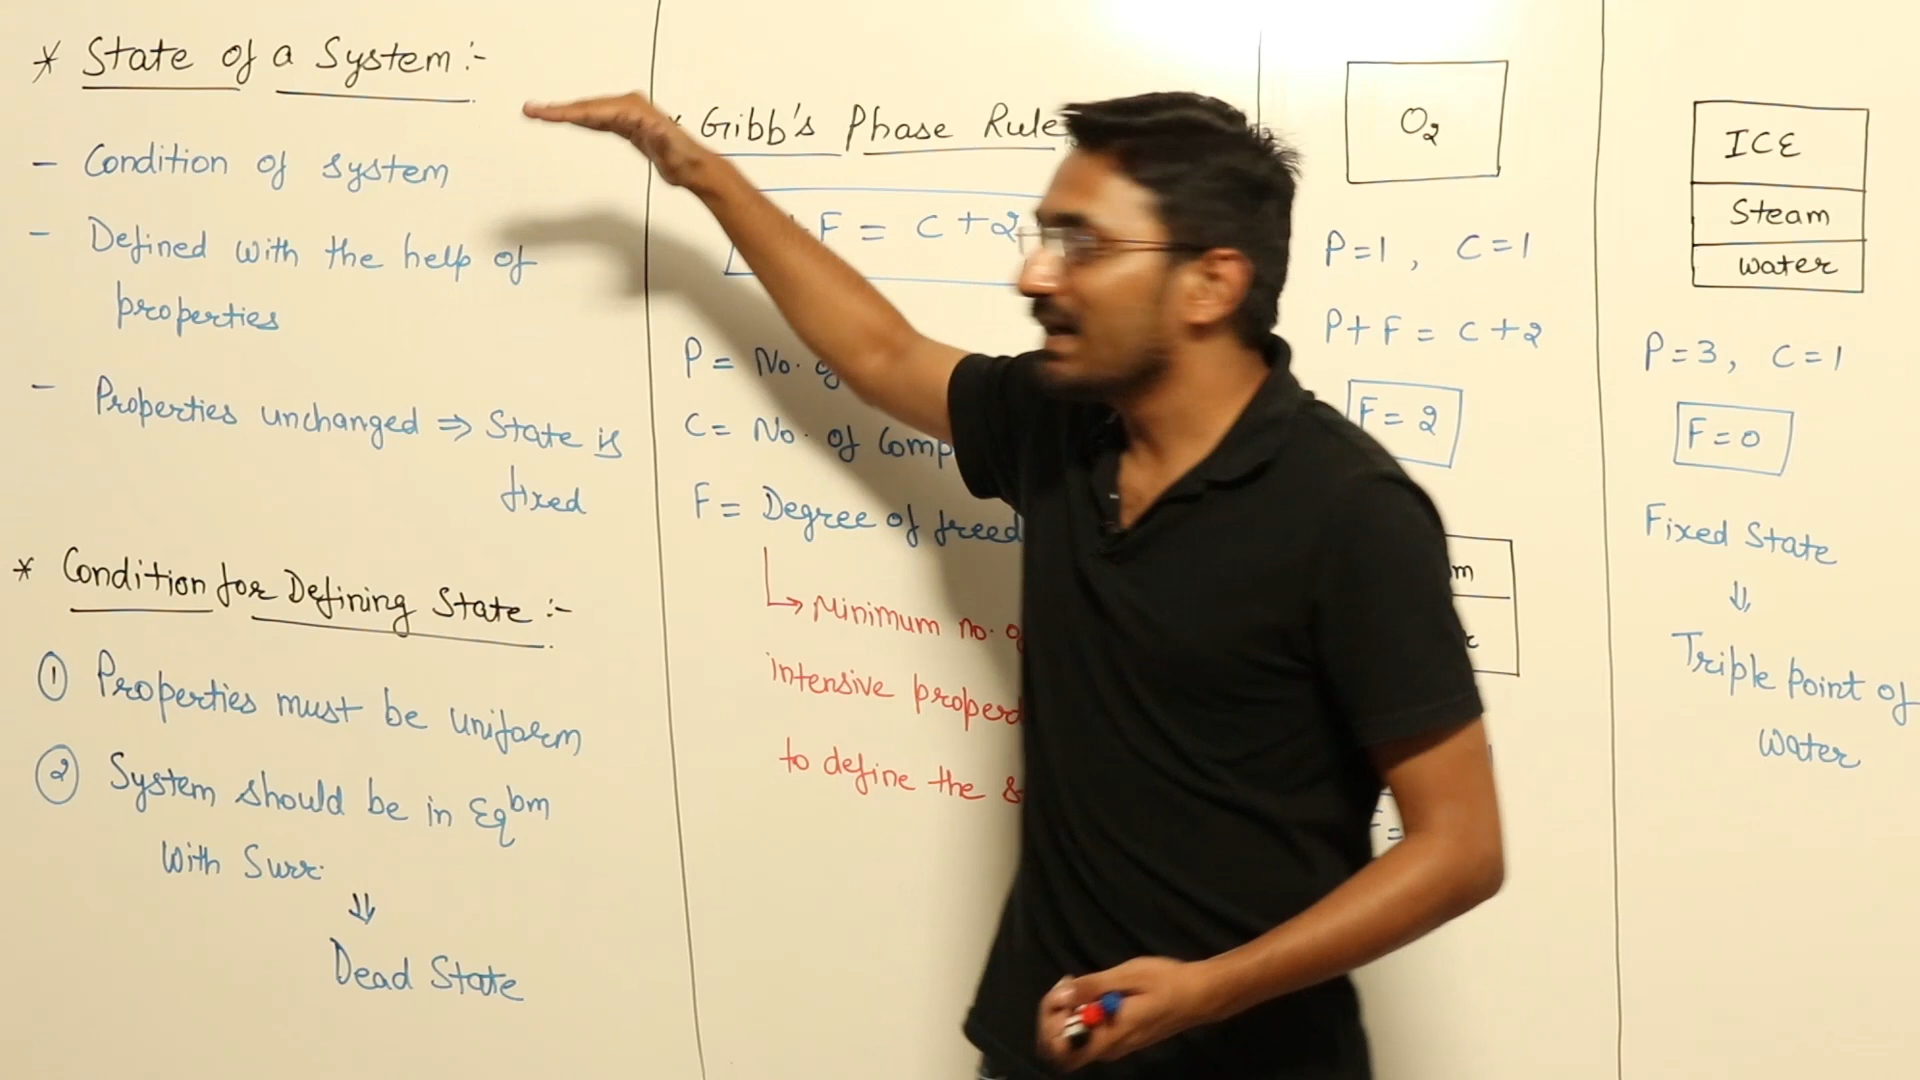 * State of a System :-
- Condition of system
- Defined with the help of
properties
- Properties unchanged ⇒ State is
fixed
* Condition for Defining State :-
① Properties must be uniform
② System should be in Eqbm
With Surr.
⇓
Dead State
* Gibb's Phase Rule
+ F = C + 2
P = No. of
C = No. of Comp
F = Degree of freed
↳ Minimum no. of
intensive proper
to define the s
O2
P=1 , C=1
P+F = C+2
F = 2
m
F =
ICE
Steam
water
P=3, C=1
F = 0
Fixed State
⇓
Triple point of
Water